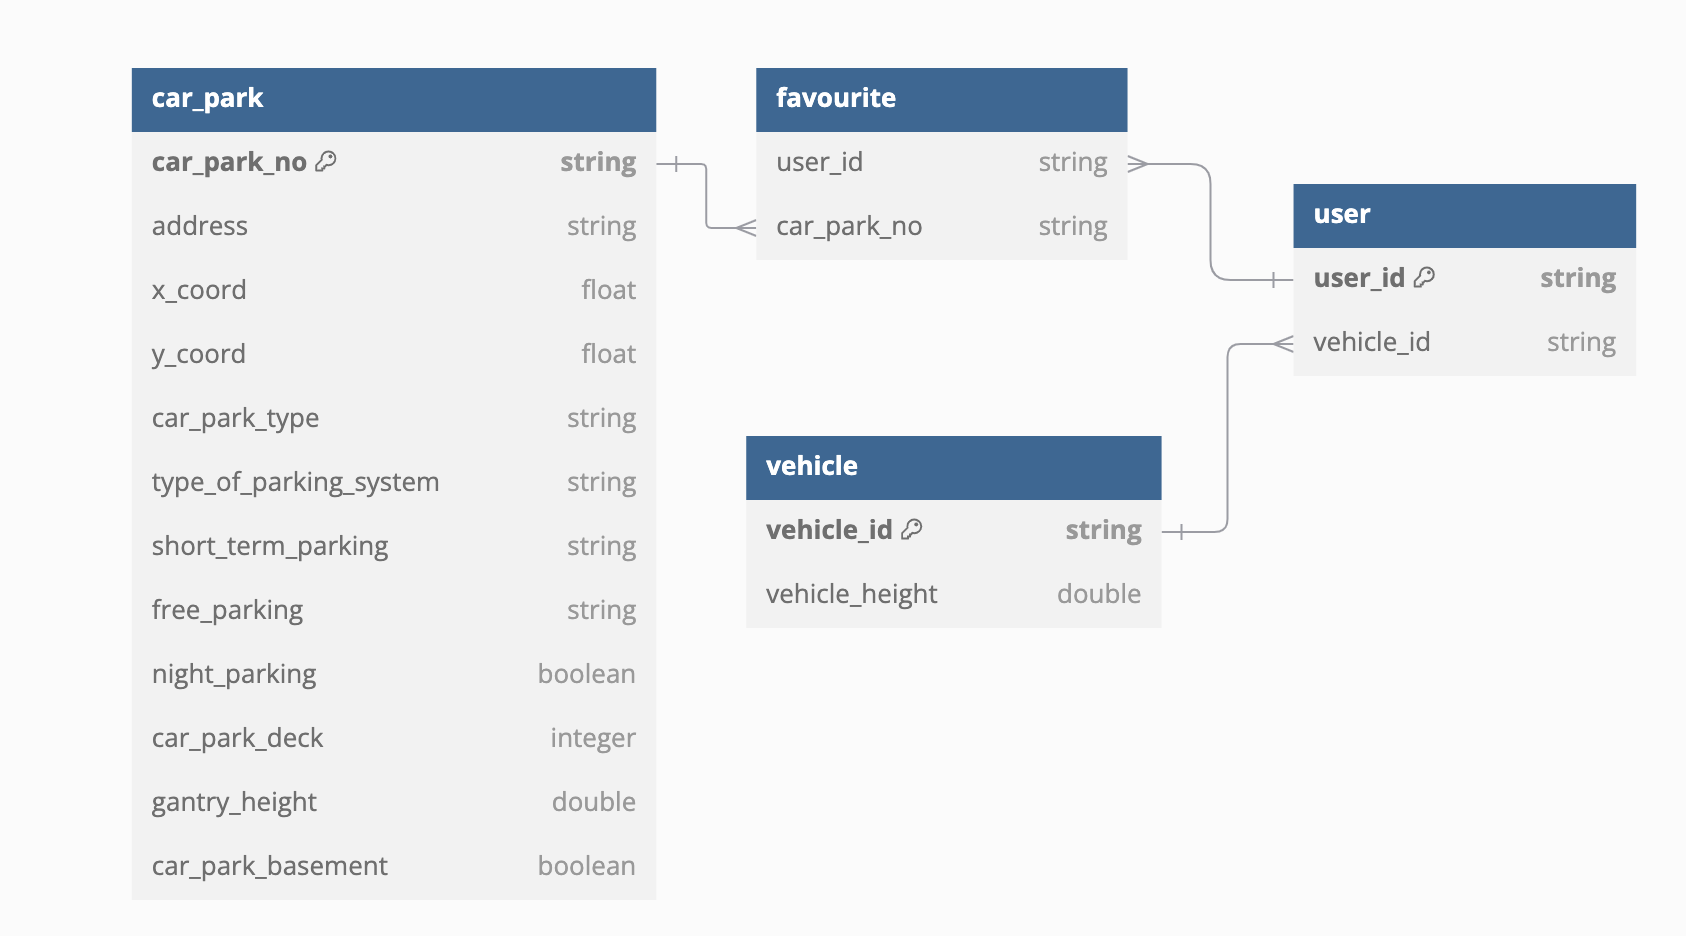 car_park
car_park_no string
address string
x_coord float
y_coord float
car_park_type string
type_of_parking_system string
short_term_parking string
free_parking string
night_parking boolean
car_park_deck integer
gantry_height double
car_park_basement boolean
favourite
user_id string
car_park_no string
user
user_id string
vehicle_id string
vehicle
vehicle_id string
vehicle_height double